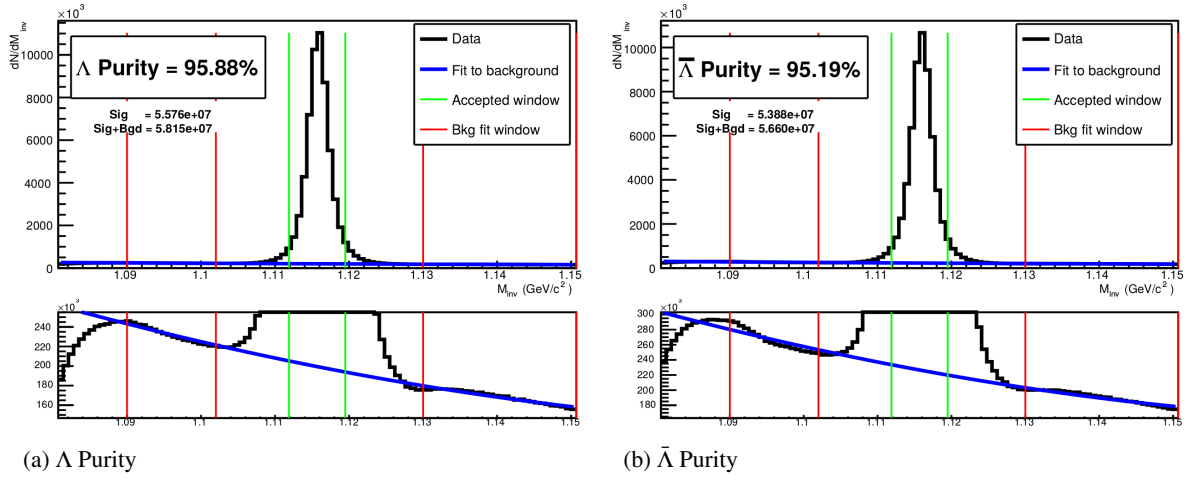 ×10³
dN/dM_inv
10000
8000
6000
4000
2000
0
Λ Purity = 95.88%
Sig = 5.576e+07
Sig+Bgd = 5.815e+07
Data
Fit to background
Accepted window
Bkg fit window
1.09 1.1 1.11 1.12 1.13 1.14 1.15
M_inv (GeV/c²)
×10³
240
220
200
180
160
1.09 1.1 1.11 1.12 1.13 1.14 1.15
(a) Λ Purity
×10³
dN/dM_inv
10000
8000
6000
4000
2000
0
Λ̅ Purity = 95.19%
Sig = 5.388e+07
Sig+Bgd = 5.660e+07
Data
Fit to background
Accepted window
Bkg fit window
1.09 1.1 1.11 1.12 1.13 1.14 1.15
M_inv (GeV/c²)
×10³
300
280
260
240
220
200
180
1.09 1.1 1.11 1.12 1.13 1.14 1.15
(b) Λ̅ Purity